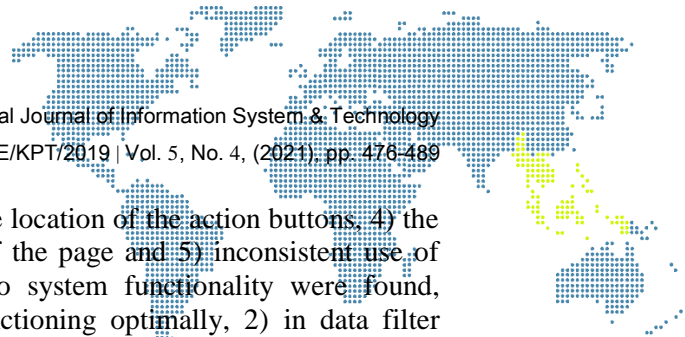 al Journal of Information System & Technology
E/KPT/2019 | Vol. 5, No. 4, (2021), pp. 476-489
e location of the action buttons, 4) the
f the page and 5) inconsistent use of
o system functionality were found,
ctioning optimally, 2) in data filter